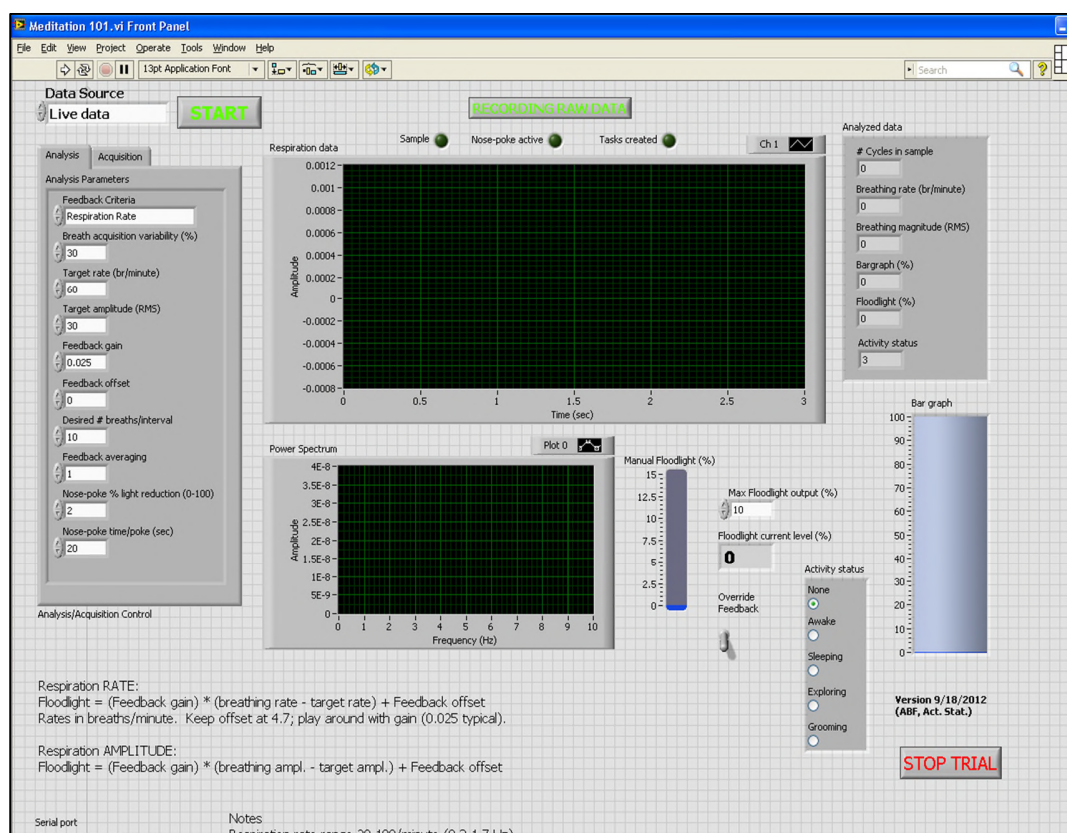 Meditation 101.vi Front Panel
File Edit View Project Operate Tools Window Help
13pt Application Font
Search
Data Source
Live data
START
RECORDING RAW DATA
Sample
Nose-poke active
Tasks created
Analysis
Acquisition
Analysis Parameters
Feedback Criteria
Respiration Rate
Breath acquisition variability (%)
30
Target rate (br/minute)
60
Target amplitude (RMS)
30
Feedback gain
0.025
Feedback offset
0
Desired # breaths/interval
10
Feedback averaging
1
Nose-poke % light reduction (0-100)
2
Nose-poke time/poke (sec)
20
Analysis/Acquisition Control
Respiration data
Ch 1
Amplitude
0.0012
0.001
0.0008
0.0006
0.0004
0.0002
0
-0.0002
-0.0004
-0.0006
-0.0008
0 0.5 1 1.5 2 2.5 3
Time (sec)
Analyzed data
# Cycles in sample
0
Breathing rate (br/minute)
0
Breathing magnitude (RMS)
0
Bargraph (%)
0
Floodlight (%)
0
Activity status
3
Power Spectrum
Plot 0
Amplitude
4E-8
3.5E-8
3E-8
2.5E-8
2E-8
1.5E-8
1E-8
5E-9
0
0 1 2 3 4 5 6 7 8 9 10
Frequency (Hz)
Manual Floodlight (%)
15
12.5
10
7.5
5
2.5
0
Max Floodlight output (%)
10
Floodlight current level (%)
0
Override
Feedback
Activity status
None
Awake
Sleeping
Exploring
Grooming
Bar graph
100
90
80
70
60
50
40
30
20
10
0
Version 9/18/2012
(ABF, Act. Stat.)
STOP TRIAL
Respiration RATE:
Floodlight = (Feedback gain) * (breathing rate - target rate) + Feedback offset
Rates in breaths/minute. Keep offset at 4.7; play around with gain (0.025 typical).
Respiration AMPLITUDE:
Floodlight = (Feedback gain) * (breathing ampl. - target ampl.) + Feedback offset
Serial port
Notes